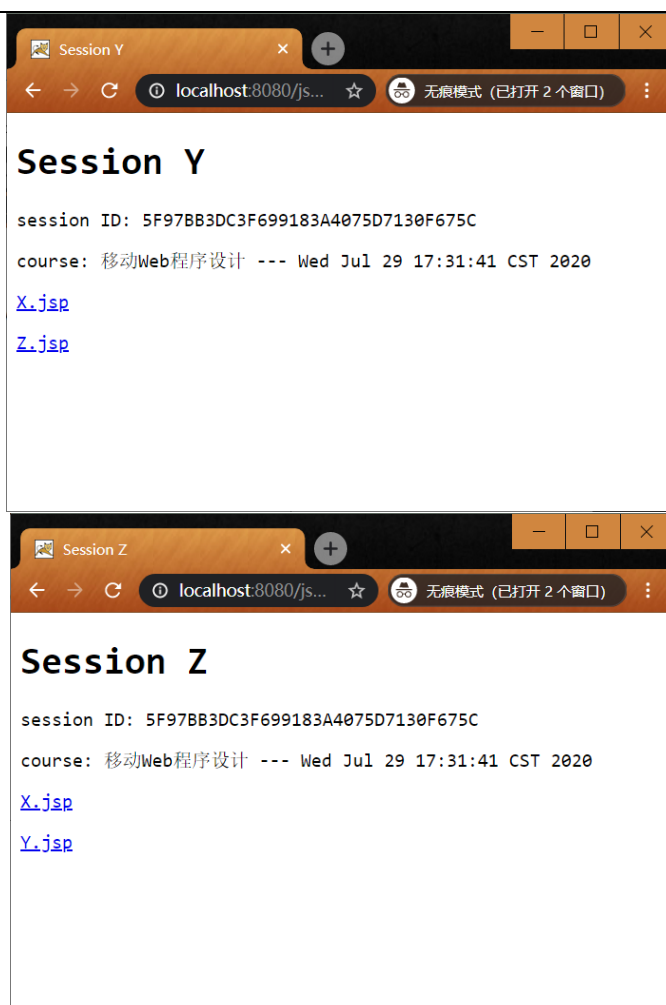 Session Y
localhost:8080/js...
无痕模式 (已打开 2 个窗口)
Session Y
session ID: 5F97BB3DC3F699183A4075D7130F675C
course: 移动Web程序设计 --- Wed Jul 29 17:31:41 CST 2020
X.jsp
Z.jsp
Session Z
localhost:8080/js...
无痕模式 (已打开 2 个窗口)
Session Z
session ID: 5F97BB3DC3F699183A4075D7130F675C
course: 移动Web程序设计 --- Wed Jul 29 17:31:41 CST 2020
X.jsp
Y.jsp